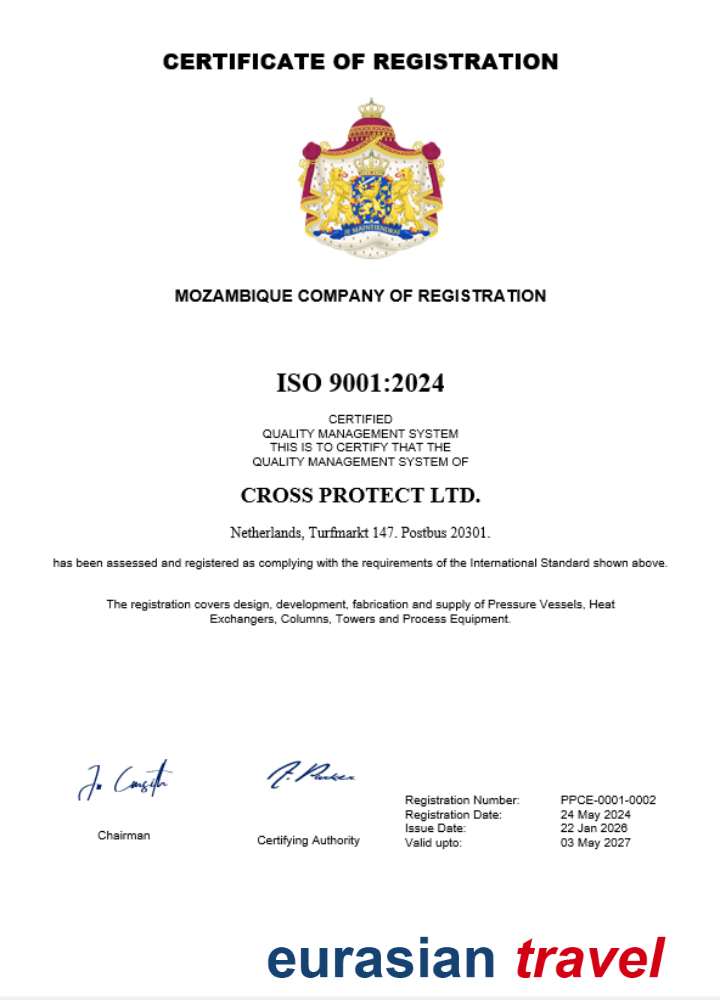 CERTIFICATE OF REGISTRATION
JE MAINTIENDRAI
MOZAMBIQUE COMPANY OF REGISTRATION
ISO 9001:2024
CERTIFIED
QUALITY MANAGEMENT SYSTEM
THIS IS TO CERTIFY THAT THE
QUALITY MANAGEMENT SYSTEM OF
CROSS PROTECT LTD.
Netherlands, Turfmarkt 147. Postbus 20301.
has been assessed and registered as complying with the requirements of the International Standard shown above.
The registration covers design, development, fabrication and supply of Pressure Vessels, Heat
Exchangers, Columns, Towers and Process Equipment.
Chairman
Certifying Authority
Registration Number: PPCE-0001-0002
Registration Date: 24 May 2024
Issue Date: 22 Jan 2026
Valid upto: 03 May 2027
eurasian travel